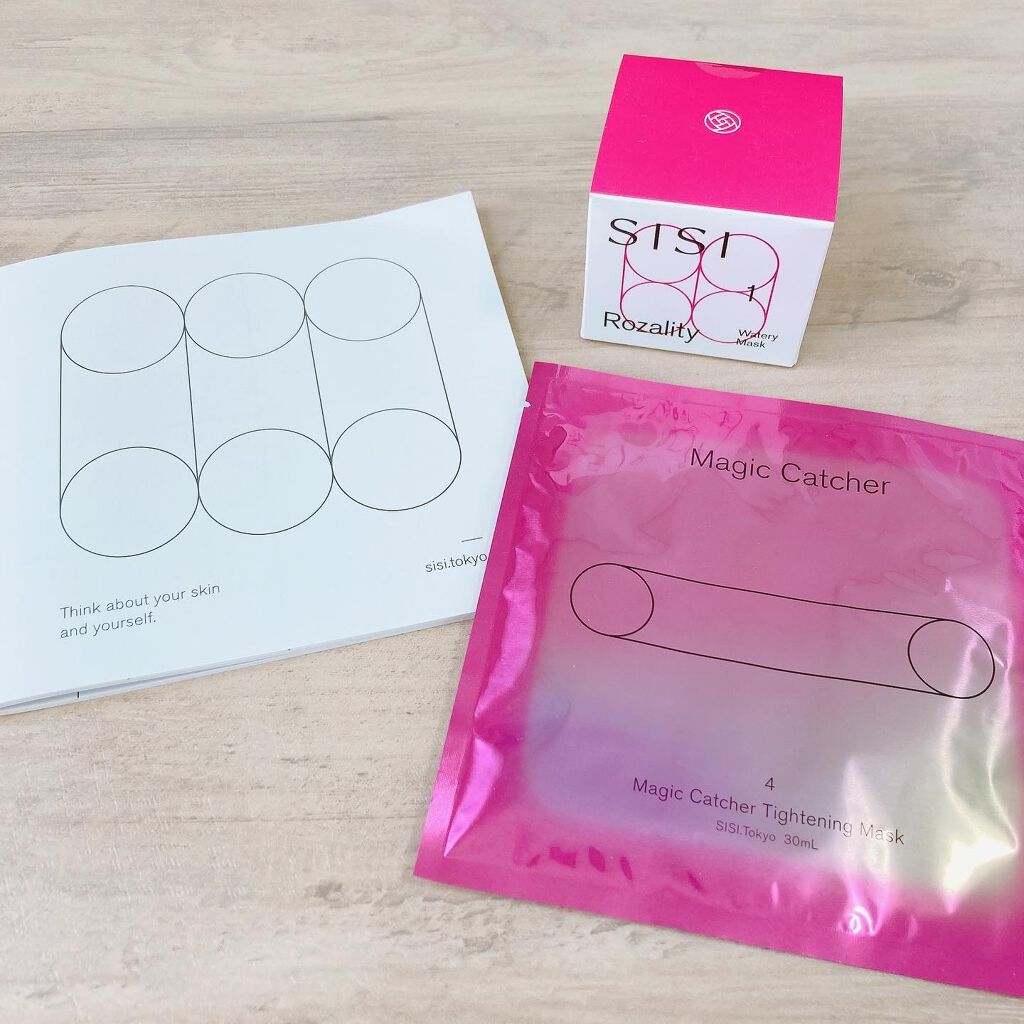 SISI
1
Rozality
Watery
Mask
sisi.tokyo
Think about your skin
and yourself.
Magic Catcher
4
Magic Catcher Tightening Mask
SISI.Tokyo 30mL